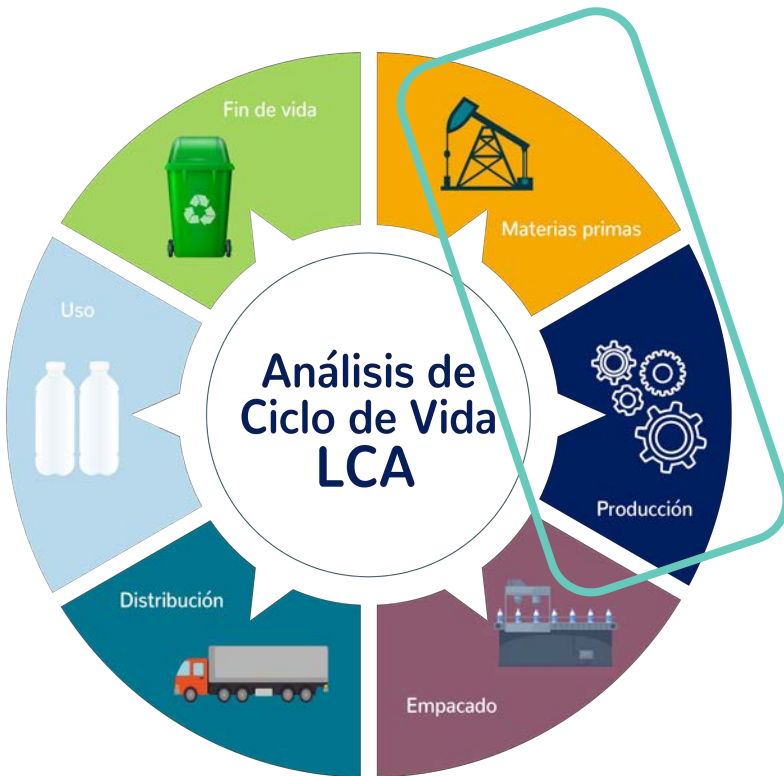 Análisis de
Ciclo de Vida
LCA
Materias primas
Producción
Empacado
Distribución
Uso
Fin de vida